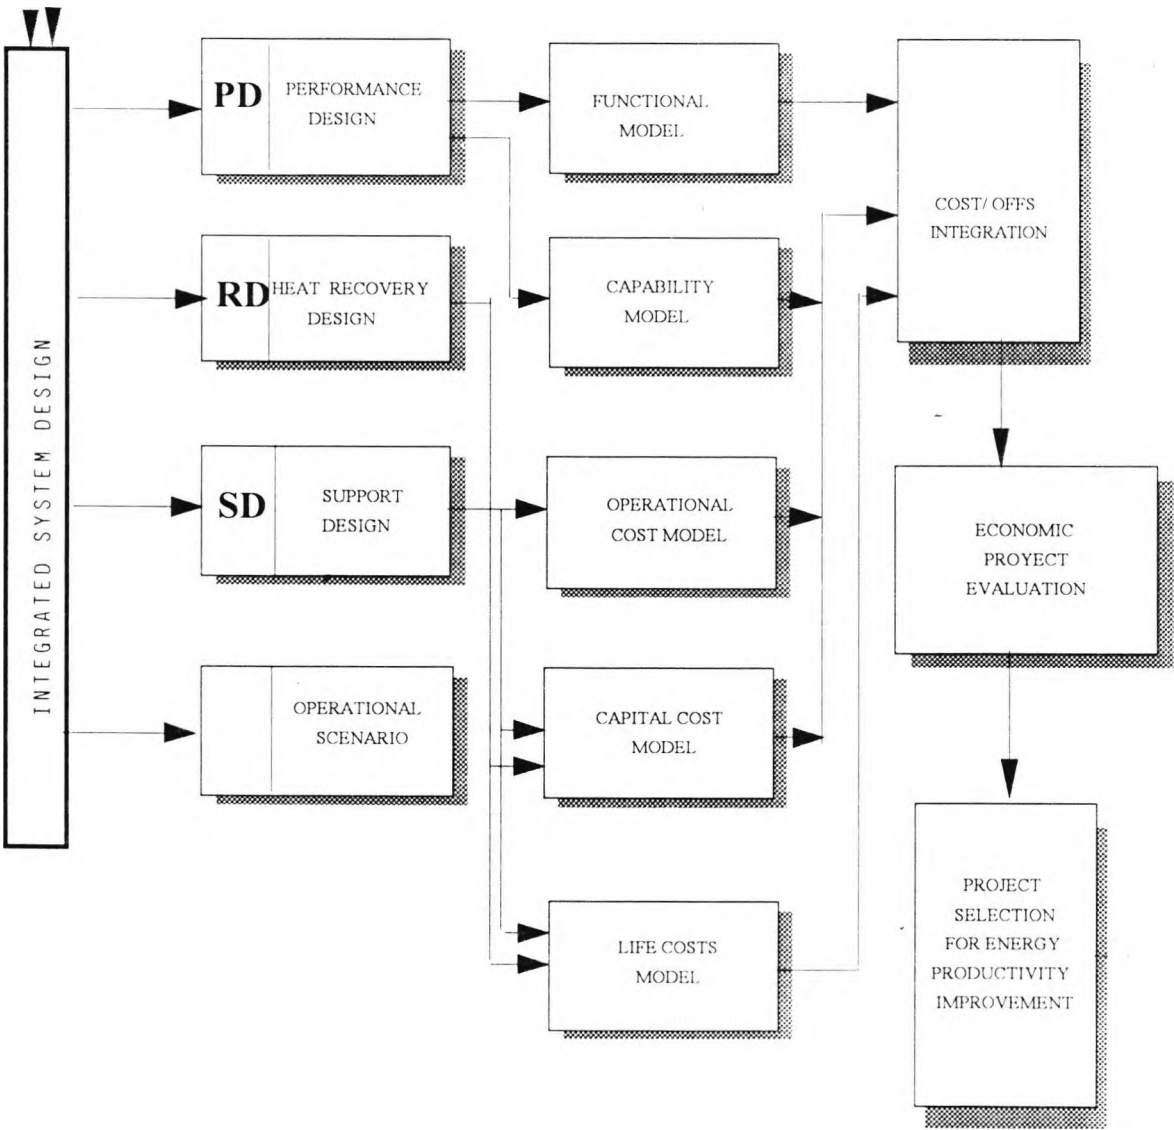 INTEGRATED SYSTEM DESIGN
PD
PERFORMANCE
DESIGN
RD
HEAT RECOVERY
DESIGN
SD
SUPPORT
DESIGN
OPERATIONAL
SCENARIO
FUNCTIONAL
MODEL
CAPABILITY
MODEL
OPERATIONAL
COST MODEL
CAPITAL COST
MODEL
LIFE COSTS
MODEL
COST/ OFFS
INTEGRATION
ECONOMIC
PROYECT
EVALUATION
PROJECT
SELECTION
FOR ENERGY
PRODUCTIVITY
IMPROVEMENT